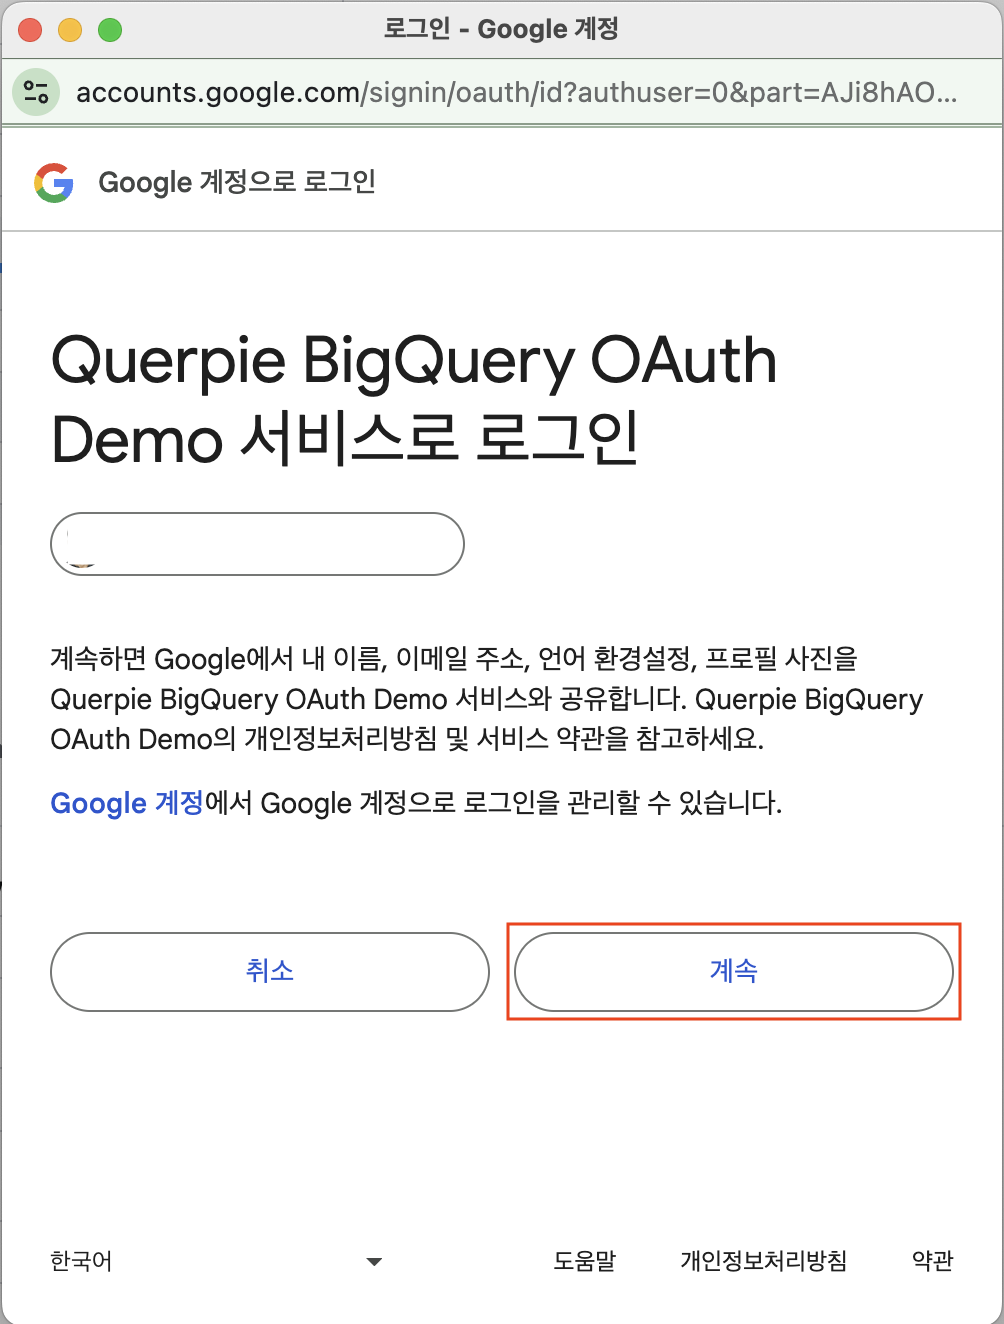 로그인 - Google 계정
accounts.google.com/signin/oauth/id?authuser=0&part=AJi8hAO...
Google 계정으로 로그인
Querpie BigQuery OAuth
Demo 서비스로 로그인
계속하면 Google에서 내 이름, 이메일 주소, 언어 환경설정, 프로필 사진을
Querpie BigQuery OAuth Demo 서비스와 공유합니다. Querpie BigQuery
OAuth Demo의 개인정보처리방침 및 서비스 약관을 참고하세요.
Google 계정에서 Google 계정으로 로그인을 관리할 수 있습니다.
취소 계속
한국어 도움말 개인정보처리방침 약관